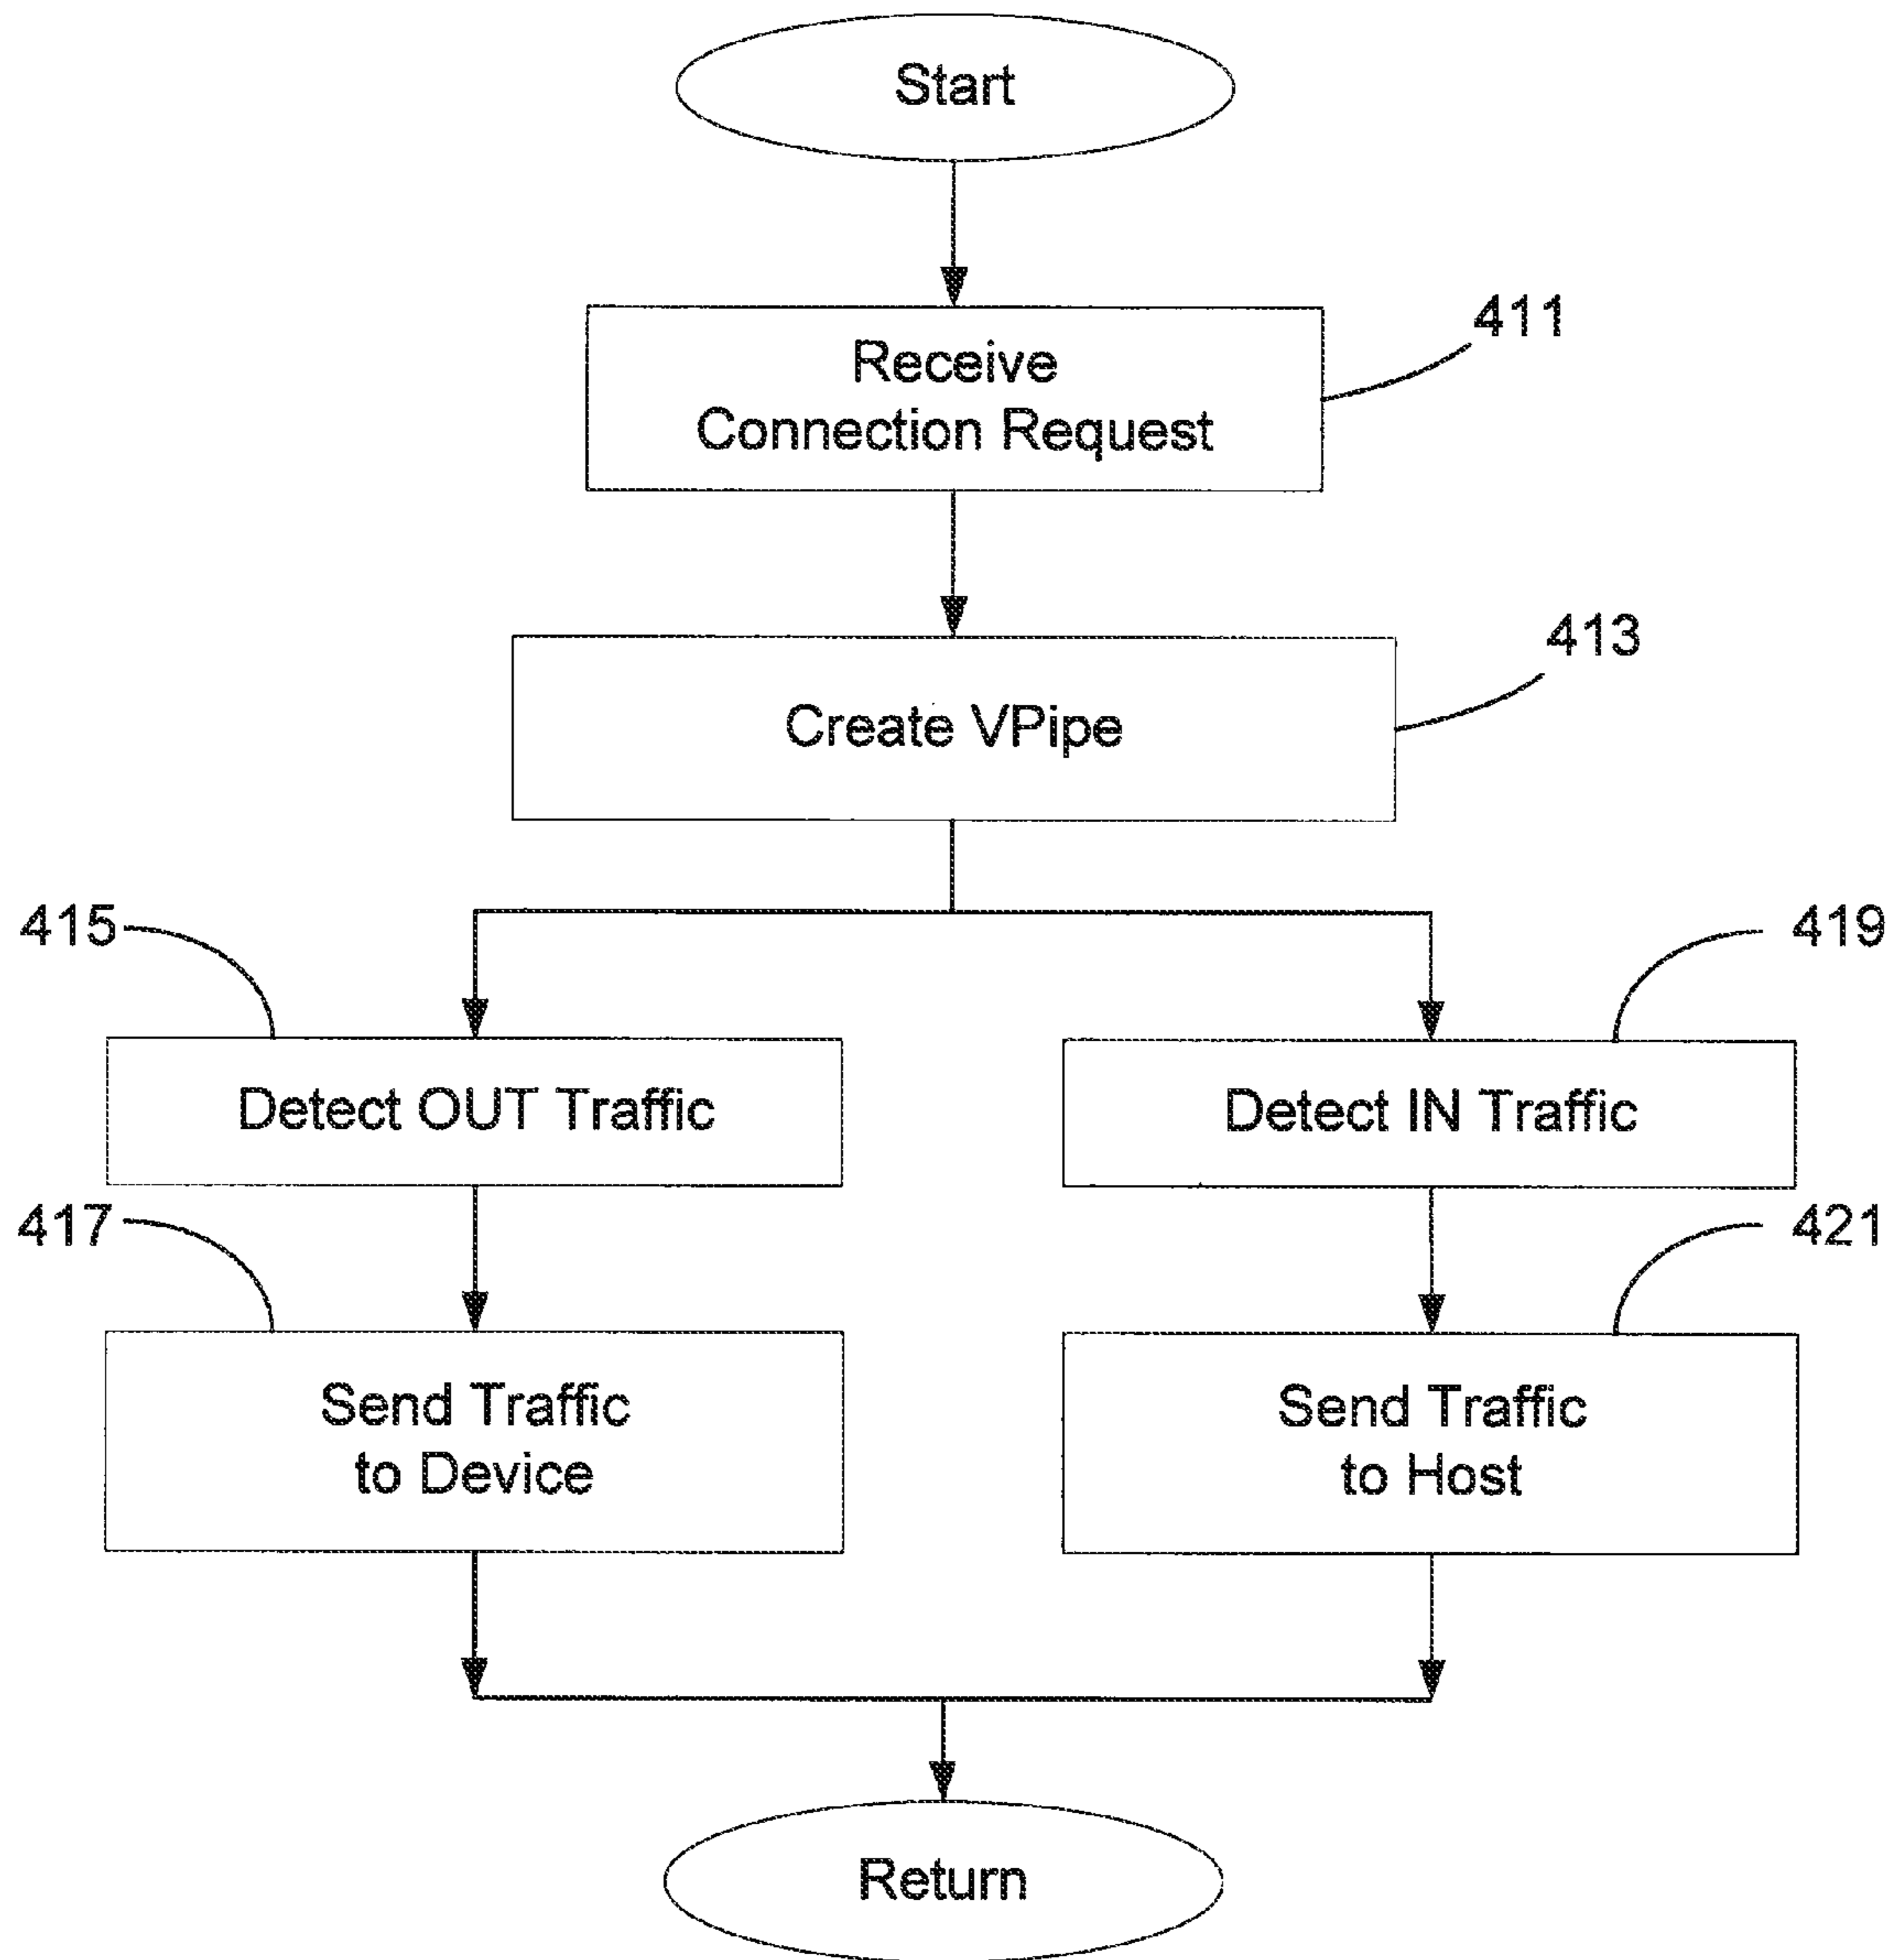 Start
Receive
Connection Request
411
Create VPipe
413
415
419
Detect OUT Traffic
Detect IN Traffic
417
421
Send Traffic
to Device
Send Traffic
to Host
Return